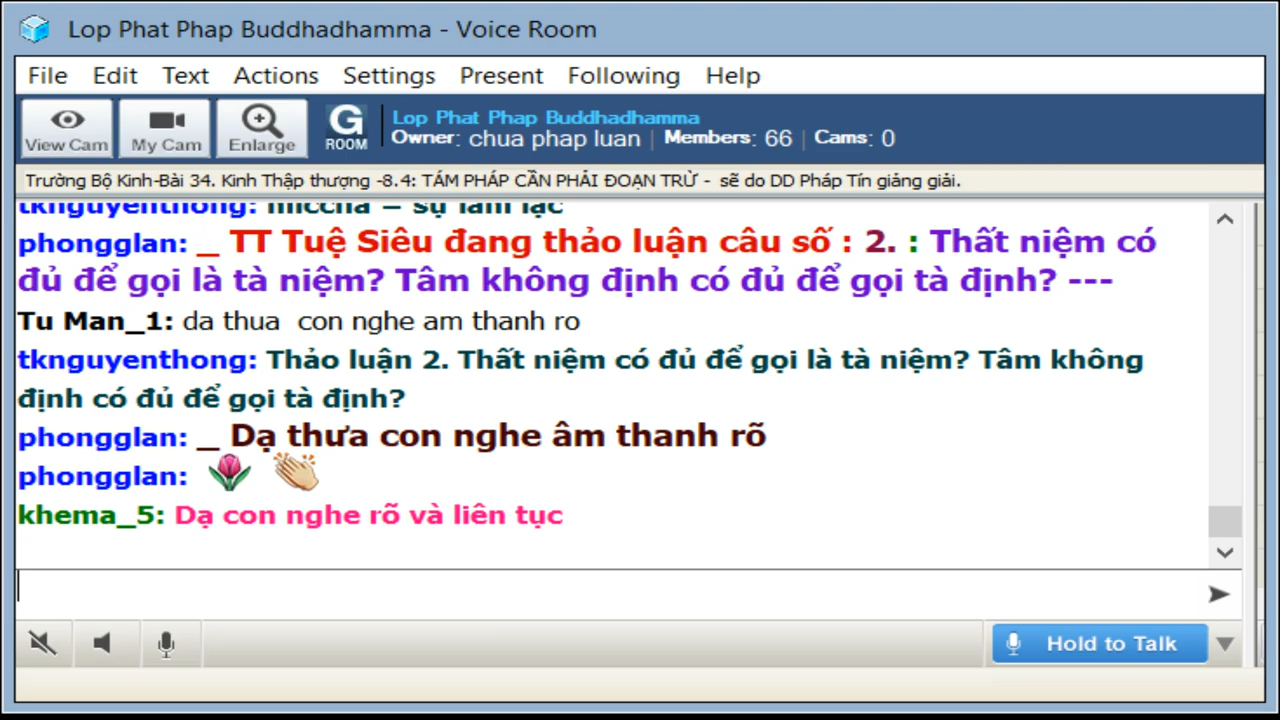 Lop Phat Phap Buddhadhamma - Voice Room
File Edit Text Actions Settings Present Following Help
View Cam My Cam Enlarge G ROOM
Lop Phat Phap Buddhadhamma
Owner: chua phap luan | Members: 66 | Cams: 0
Trường Bộ Kinh-Bài 34. Kinh Thập thượng -8.4: TÁM PHÁP CẦN PHẢI ĐOẠN TRỪ - sẽ do DD Pháp Tín giảng giải.
tknguyenthong: miccha = sự lầm lạc
phongglan: _ TT Tuệ Siêu đang thảo luận câu số : 2. : Thất niệm có
đủ để gọi là tà niệm? Tâm không định có đủ để gọi tà định? ---
Tu Man_1: da thua con nghe am thanh ro
tknguyenthong: Thảo luận 2. Thất niệm có đủ để gọi là tà niệm? Tâm không
định có đủ để gọi tà định?
phongglan: _ Dạ thưa con nghe âm thanh rõ
phongglan:
khema_5: Dạ con nghe rõ và liên tục
Hold to Talk